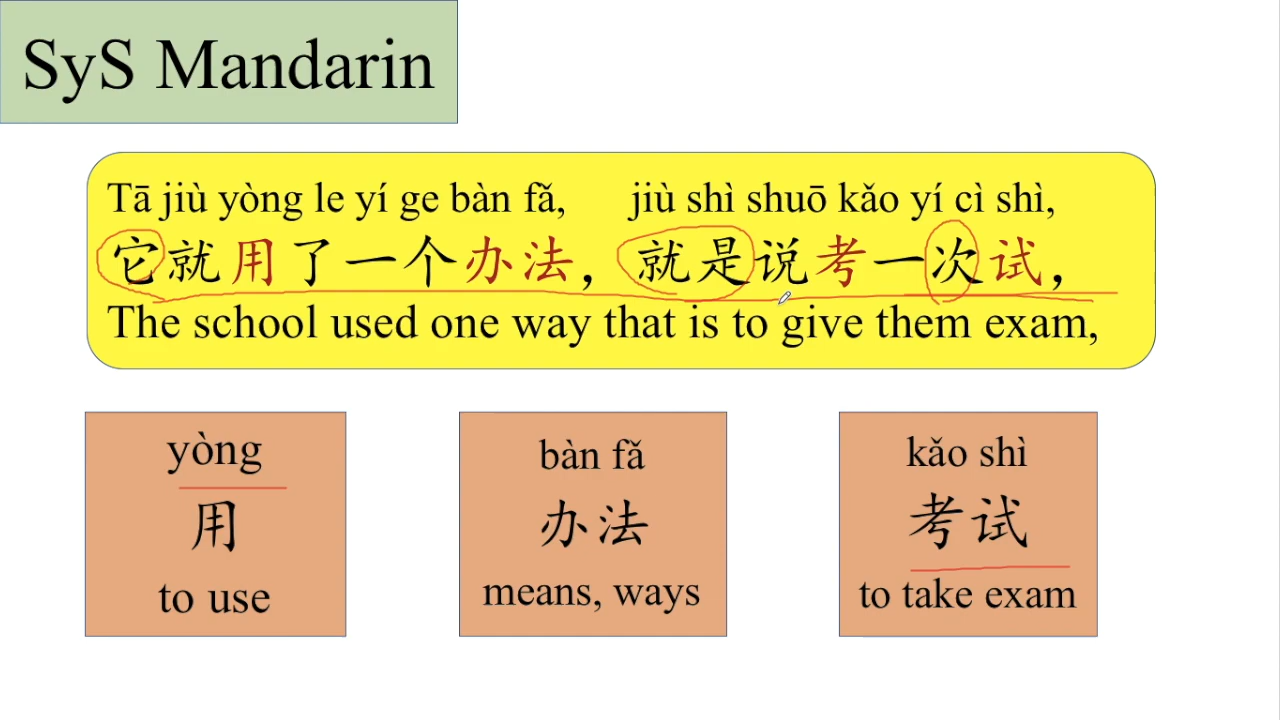 SyS Mandarin
Tā jiù yòng le yí ge bàn fǎ, jiù shì shuō kǎo yí cì shì,
它就用了一个办法，就是说考一次试，
The school used one way that is to give them exam,
yòng
用
to use
bàn fǎ
办法
means, ways
kǎo shì
考试
to take exam